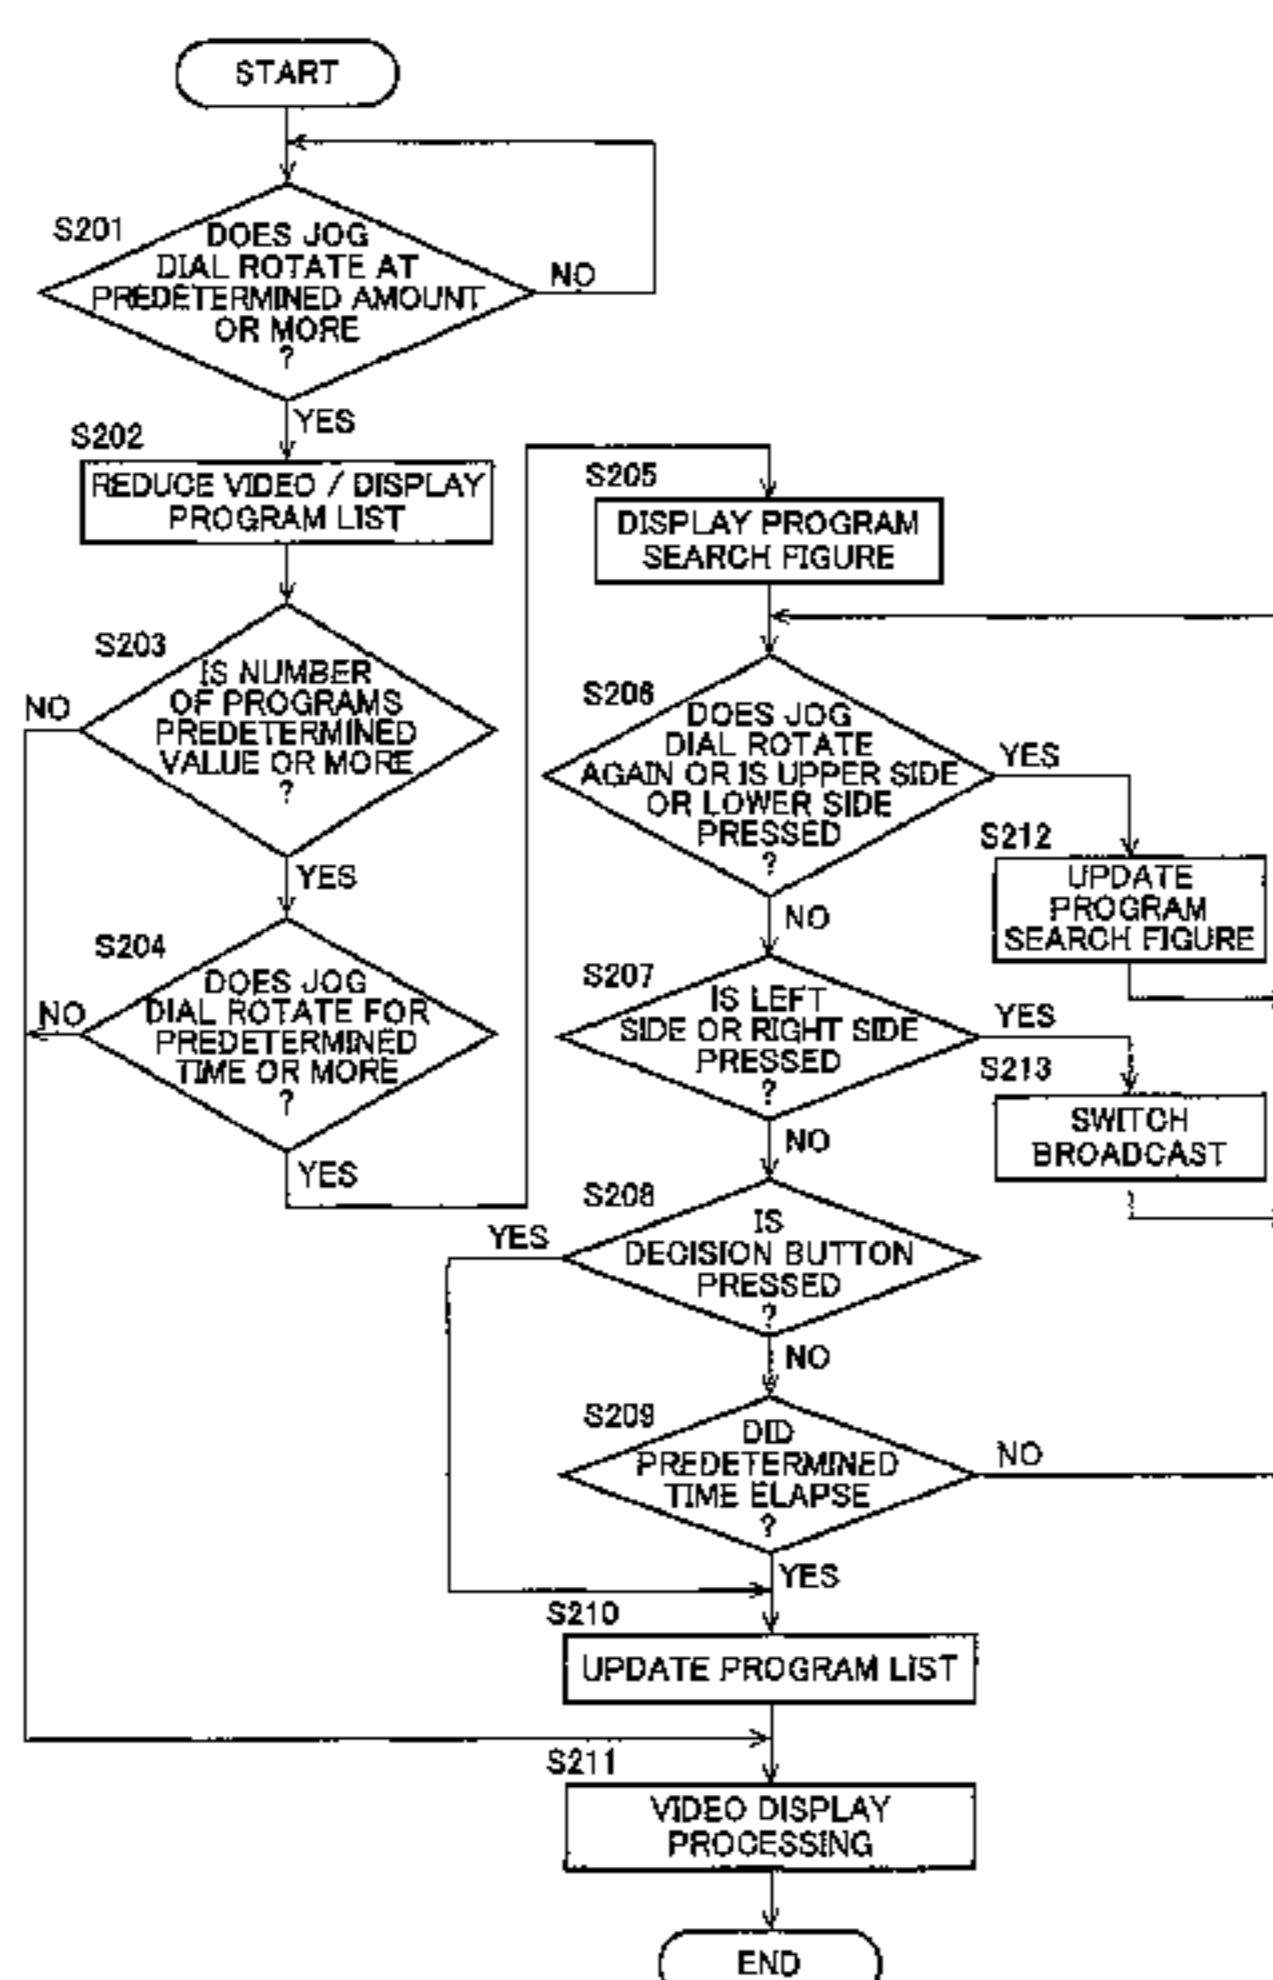 START
S201
DOES JOG
DIAL ROTATE AT
PREDETERMINED AMOUNT
OR MORE
?
NO
YES
S202
REDUCE VIDEO / DISPLAY
PROGRAM LIST
S203
IS NUMBER
OF PROGRAMS
PREDETERMINED
VALUE OR MORE
?
NO
YES
S204
DOES JOG
DIAL ROTATE FOR
PREDETERMINED
TIME OR MORE
?
NO
YES
S205
DISPLAY PROGRAM
SEARCH FIGURE
S206
DOES JOG
DIAL ROTATE
AGAIN OR IS UPPER SIDE
OR LOWER SIDE
PRESSED
?
YES
NO
S212
UPDATE
PROGRAM
SEARCH FIGURE
S207
IS LEFT
SIDE OR RIGHT SIDE
PRESSED
?
YES
NO
S213
SWITCH
BROADCAST
S208
IS
DECISION BUTTON
PRESSED
?
YES
NO
S209
DID
PREDETERMINED
TIME ELAPSE
?
NO
YES
S210
UPDATE PROGRAM LIST
S211
VIDEO DISPLAY
PROCESSING
END